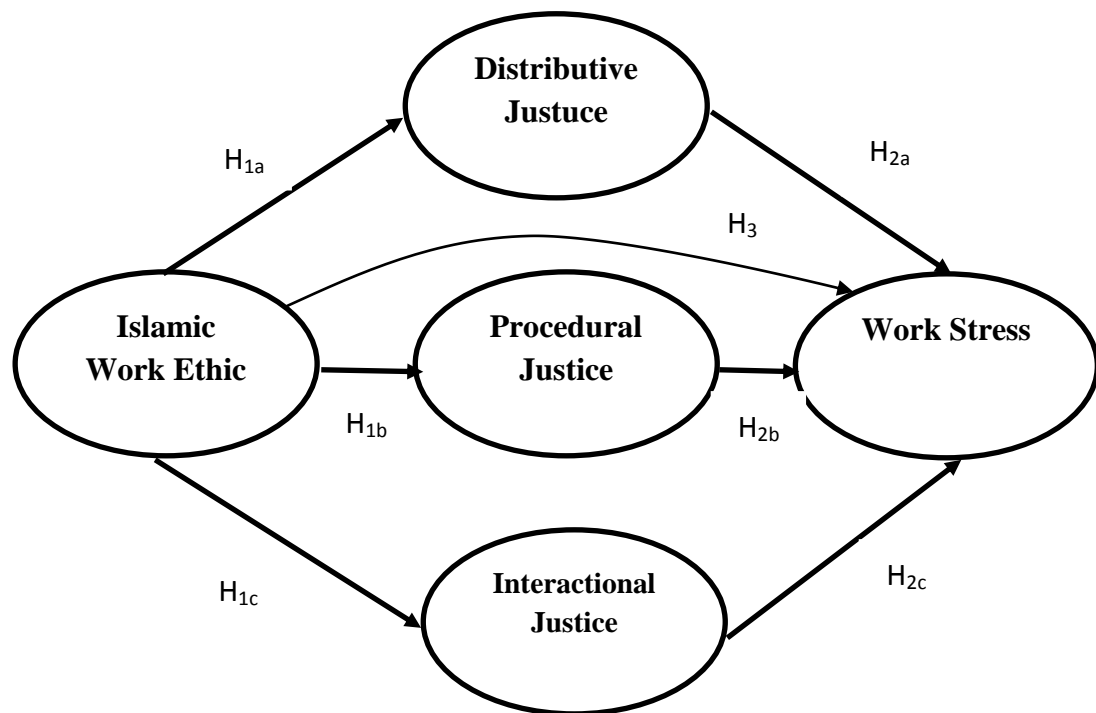 Distributive
Justuce
H1a
H2a
H3
Islamic
Work Ethic
Procedural
Justice
Work Stress
H1b
H2b
Interactional
Justice
H1c
H2c